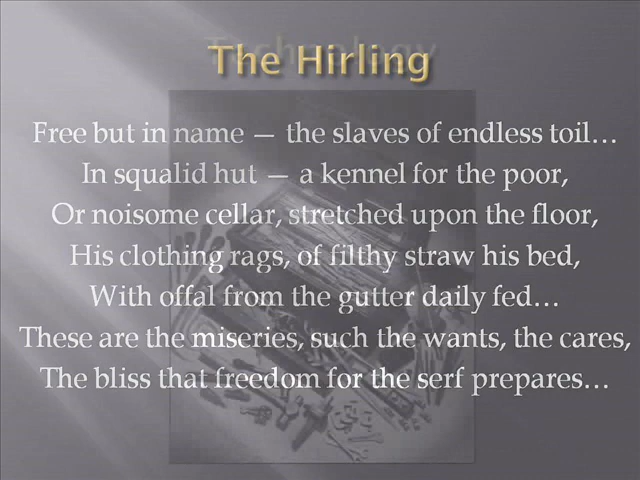 Technology
The Hirling
Free but in name — the slaves of endless toil…
In squalid hut — a kennel for the poor,
Or noisome cellar, stretched upon the floor,
His clothing rags, of filthy straw his bed,
With offal from the gutter daily fed…
These are the miseries, such the wants, the cares,
The bliss that freedom for the serf prepares…